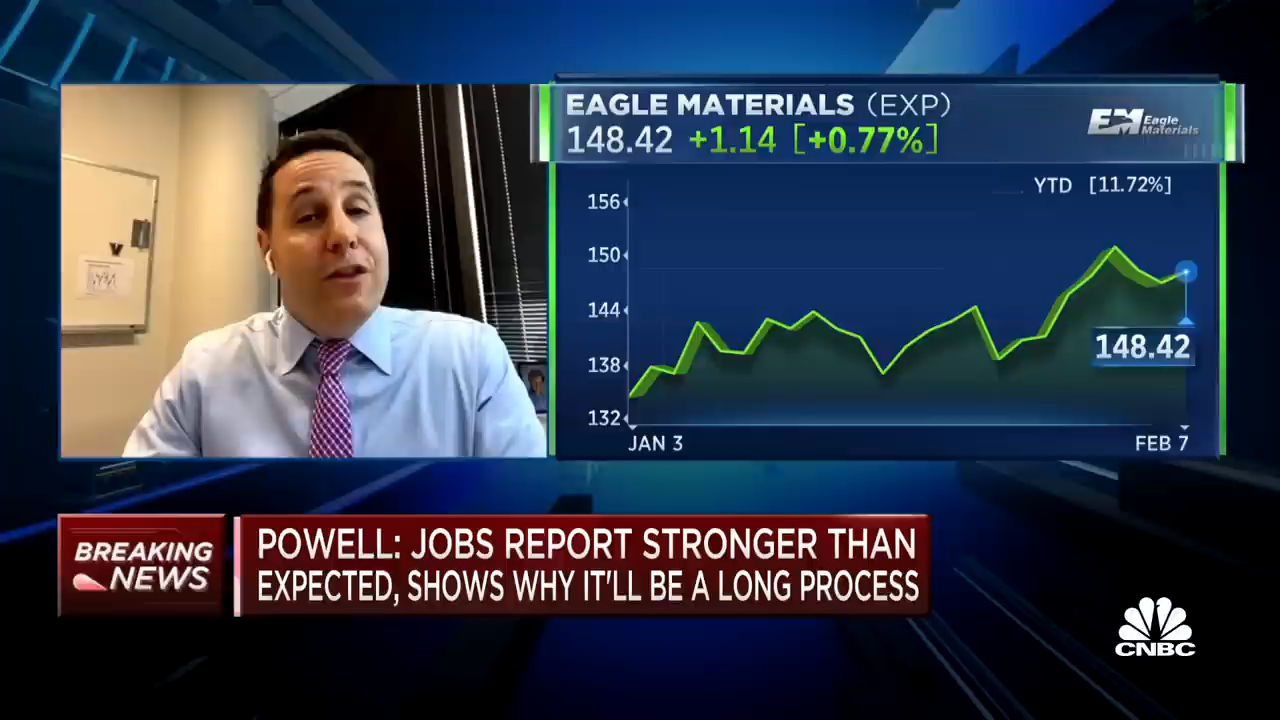 EAGLE MATERIALS (EXP)
148.42 +1.14 [+0.77%]
EM Eagle
Materials
YTD [11.72%]
156
150
144
138
132
148.42
JAN 3
FEB 7
V
BREAKING
NEWS
POWELL: JOBS REPORT STRONGER THAN
EXPECTED, SHOWS WHY IT'LL BE A LONG PROCESS
CNBC